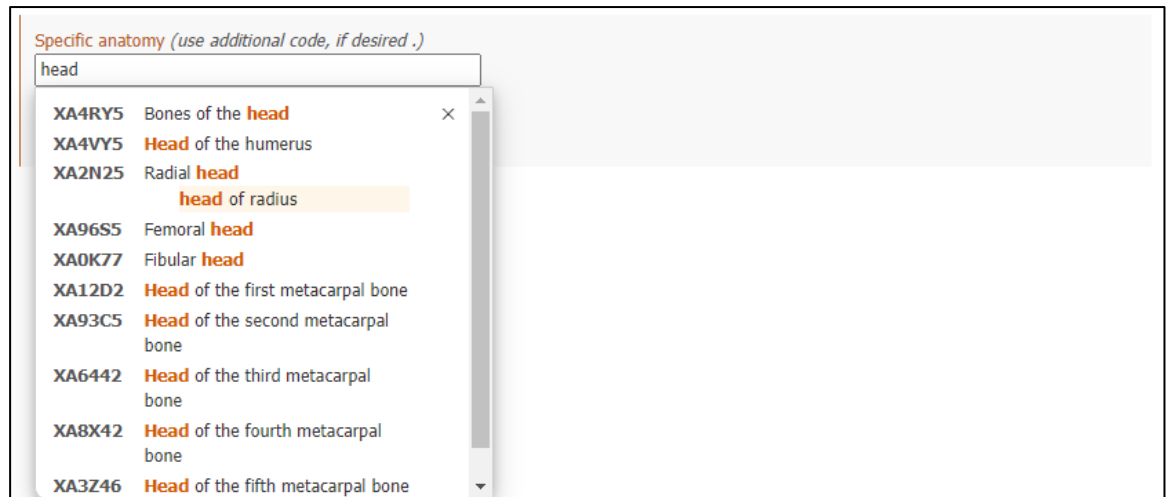 Specific anatomy (use additional code, if desired .)
head
XA4RY5 Bones of the head ×
XA4VY5 Head of the humerus
XA2N25 Radial head
head of radius
XA96S5 Femoral head
XA0K77 Fibular head
XA12D2 Head of the first metacarpal bone
XA93C5 Head of the second metacarpal
bone
XA6442 Head of the third metacarpal
bone
XA8X42 Head of the fourth metacarpal
bone
XA3Z46 Head of the fifth metacarpal bone